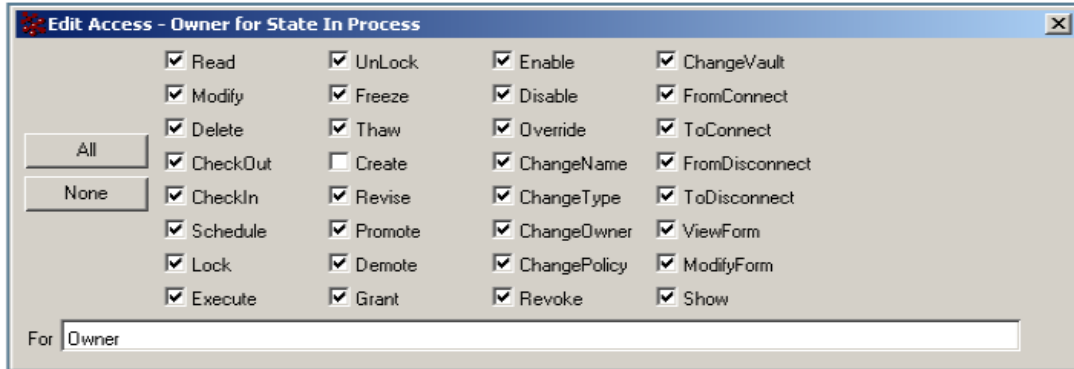 Edit Access - Owner for State In Process
Read UnLock Enable ChangeVault
Modify Freeze Disable FromConnect
Delete Thaw Override ToConnect
All
CheckOut Create ChangeName FromDisconnect
None
CheckIn Revise ChangeType ToDisconnect
Schedule Promote ChangeOwner ViewForm
Lock Demote ChangePolicy ModifyForm
Execute Grant Revoke Show
For Owner